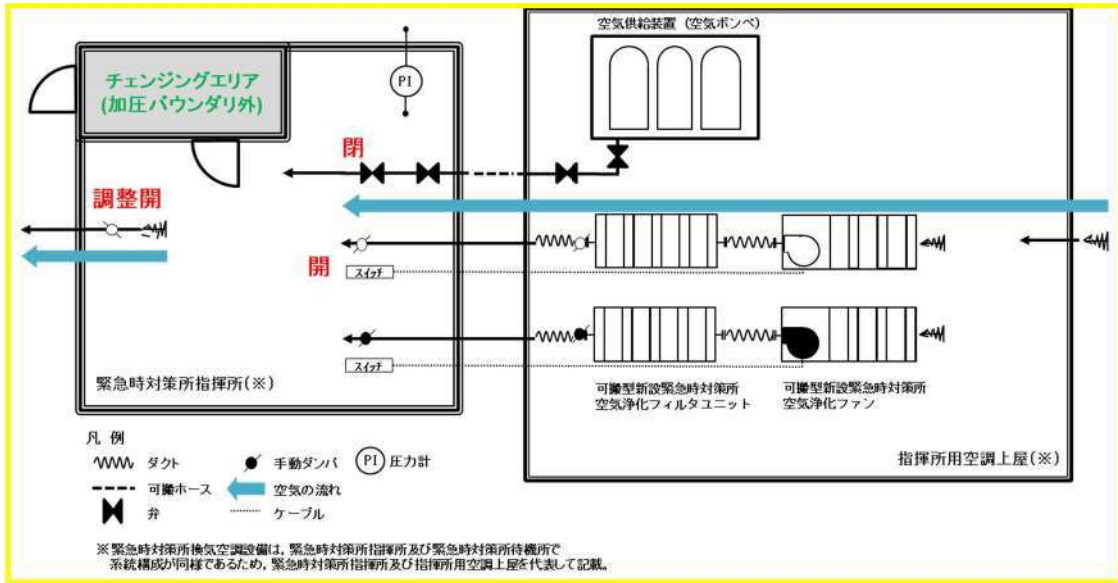 空気供給装置（空気ボンベ）
チェンジングエリア
(加圧バウンダリ外)
PI
閉
調整開
開
スイッチ
スイッチ
緊急時対策所指揮所(※)
可搬型新設緊急時対策所
空気浄化フィルタユニット
可搬型新設緊急時対策所
空気浄化ファン
指揮所用空調上屋(※)
凡 例
ダクト
手動ダンパ
PI 圧力計
可搬ホース
空気の流れ
弁
ケーブル
※緊急時対策所換気空調設備は，緊急時対策所指揮所及び緊急時対策所待機所で
系統構成が同様であるため，緊急時対策所指揮所及び指揮所用空調上屋を代表して記載。